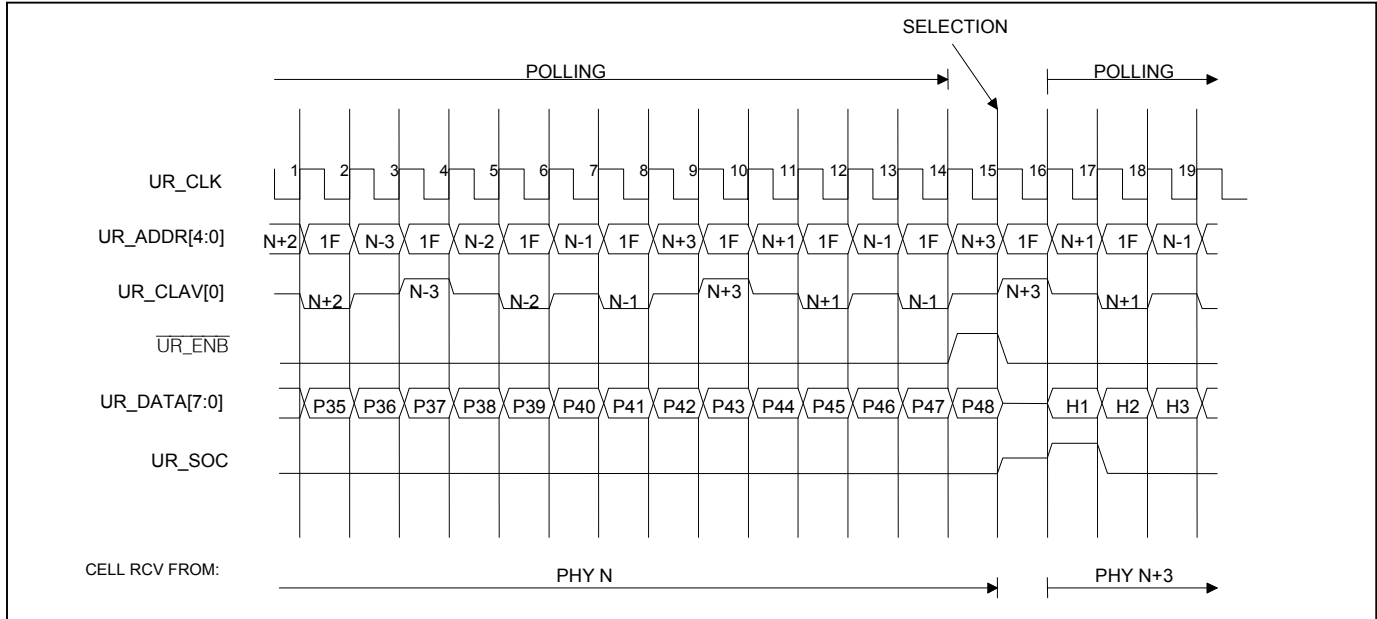 SELECTION
POLLING POLLING
UR_CLK 1 2 3 4 5 6 7 8 9 10 11 12 13 14 15 16 17 18 19
UR_ADDR[4:0] N+2 1F N-3 1F N-2 1F N-1 1F N+3 1F N+1 1F N-1 1F N+3 1F N+1 1F N-1
UR_CLAV[0] N+2 N-3 N-2 N-1 N+3 N+1 N-1 N+3 N+1
UR_ENB
UR_DATA[7:0] P35 P36 P37 P38 P39 P40 P41 P42 P43 P44 P45 P46 P47 P48 H1 H2 H3
UR_SOC
CELL RCV FROM: PHY N PHY N+3